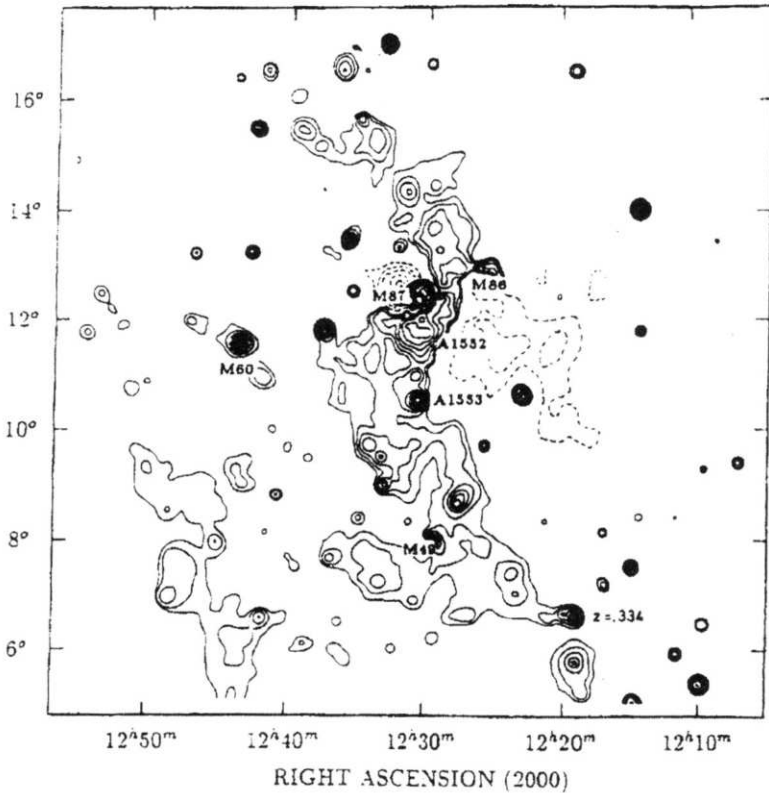 16°
14°
12°
10°
8°
6°
M87
M86
A1552
M60
A1553
M49
z=.334
12ʰ50ᵐ
12ʰ40ᵐ
12ʰ30ᵐ
12ʰ20ᵐ
12ʰ10ᵐ
RIGHT ASCENSION (2000)